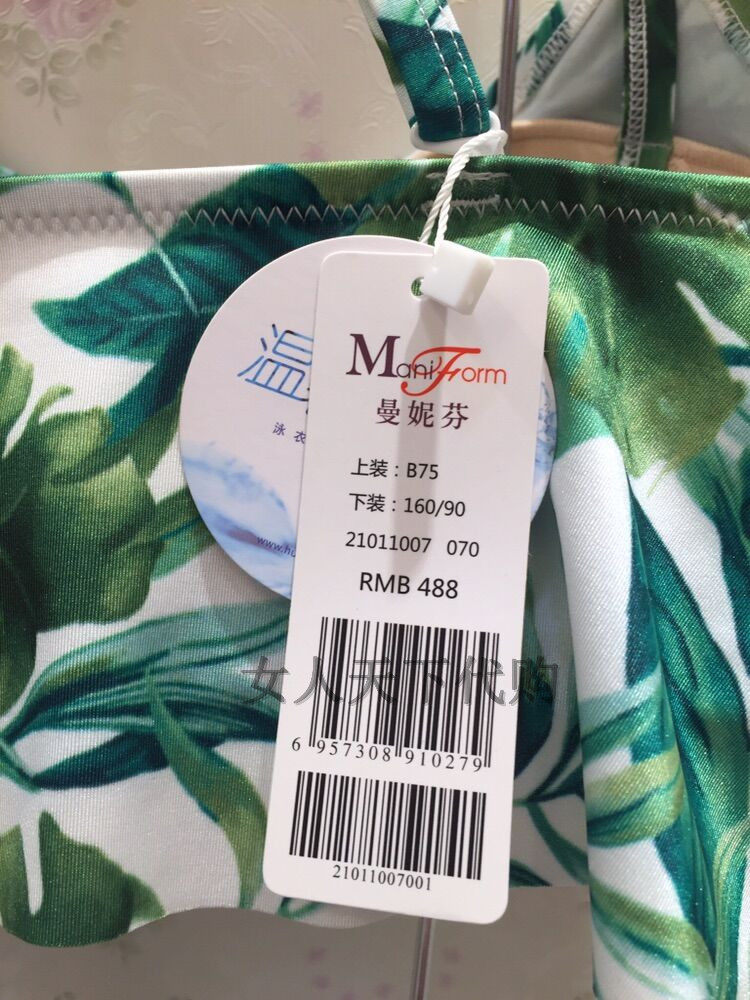 温
泳衣
www.h
ManiForm
曼妮芬
上装：B75
下装：160/90
21011007 070
RMB 488
女人天下代购
6 957308 910279
21011007001